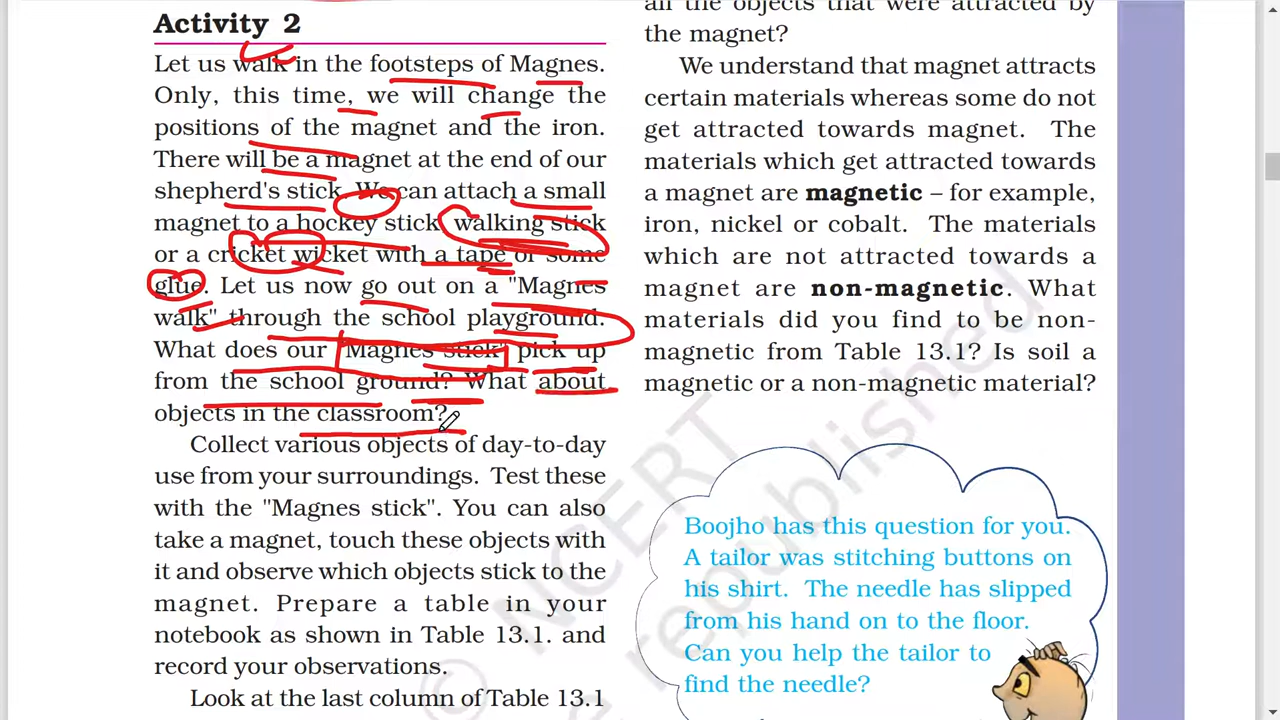 Activity 2
Let us walk in the footsteps of Magnes.
Only, this time, we will change the
positions of the magnet and the iron.
There will be a magnet at the end of our
shepherd's stick. We can attach a small
magnet to a hockey stick, walking stick
or a cricket wicket with a tape or some
glue. Let us now go out on a "Magnes
walk" through the school playground.
What does our "Magnes stick" pick up
from the school ground? What about
objects in the classroom?
Collect various objects of day-to-day
use from your surroundings. Test these
with the "Magnes stick". You can also
take a magnet, touch these objects with
it and observe which objects stick to the
magnet. Prepare a table in your
notebook as shown in Table 13.1. and
record your observations.
Look at the last column of Table 13.1
all the objects that were attracted by
the magnet?
We understand that magnet attracts
certain materials whereas some do not
get attracted towards magnet. The
materials which get attracted towards
a magnet are magnetic – for example,
iron, nickel or cobalt. The materials
which are not attracted towards a
magnet are non-magnetic. What
materials did you find to be non-
magnetic from Table 13.1? Is soil a
magnetic or a non-magnetic material?
Boojho has this question for you.
A tailor was stitching buttons on
his shirt. The needle has slipped
from his hand on to the floor.
Can you help the tailor to
find the needle?
© NCERT
republished